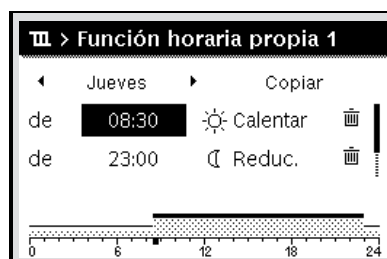 > Función horaria propia 1
Jueves Copiar
de 08:30 Calentar
de 23:00 Reduc.
0 6 12 18 24